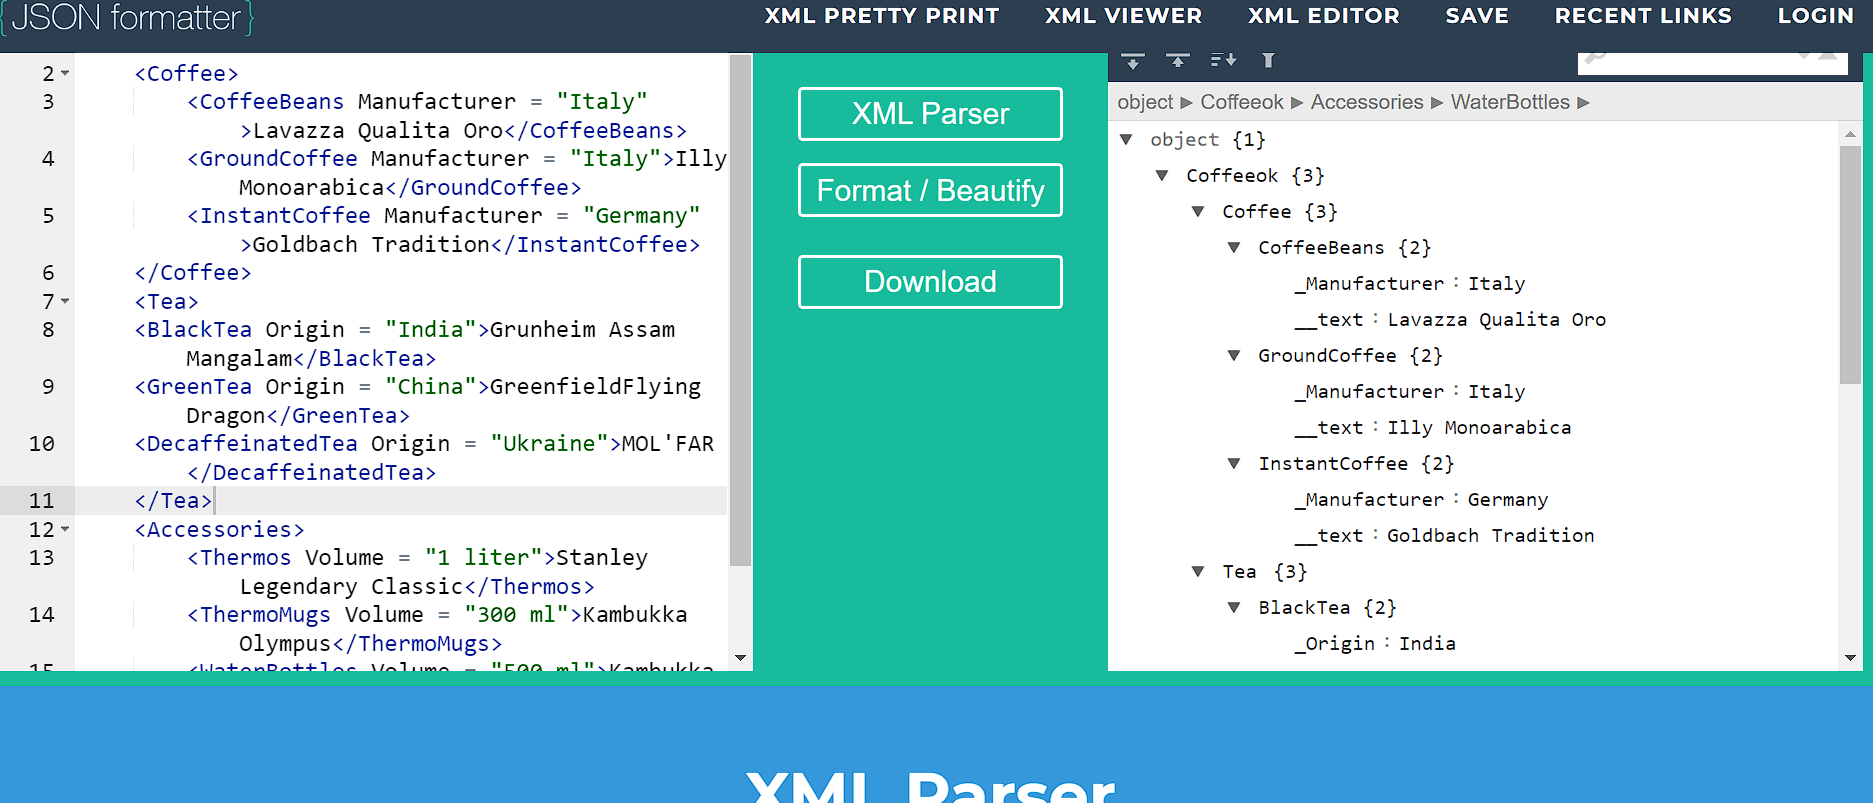 {JSON formatter}
XML PRETTY PRINT XML VIEWER XML EDITOR SAVE RECENT LINKS LOGIN
2 <Coffee>
3 <CoffeeBeans Manufacturer = "Italy"
>Lavazza Qualita Oro</CoffeeBeans>
4 <GroundCoffee Manufacturer = "Italy">Illy
Monoarabica</GroundCoffee>
5 <InstantCoffee Manufacturer = "Germany"
>Goldbach Tradition</InstantCoffee>
6 </Coffee>
7 <Tea>
8 <BlackTea Origin = "India">Grunheim Assam
Mangalam</BlackTea>
9 <GreenTea Origin = "China">GreenfieldFlying
Dragon</GreenTea>
10 <DecaffeinatedTea Origin = "Ukraine">MOL'FAR
</DecaffeinatedTea>
11 </Tea>
12 <Accessories>
13 <Thermos Volume = "1 liter">Stanley
Legendary Classic</Thermos>
14 <ThermoMugs Volume = "300 ml">Kambukka
Olympus</ThermoMugs>
15 <WaterBottles Volume = "500 ml">Kambukka
XML Parser
Format / Beautify
Download
object ► Coffeeok ► Accessories ► WaterBottles ►
object {1}
Coffeeok {3}
Coffee {3}
CoffeeBeans {2}
_Manufacturer : Italy
__text : Lavazza Qualita Oro
GroundCoffee {2}
_Manufacturer : Italy
__text : Illy Monoarabica
InstantCoffee {2}
_Manufacturer : Germany
__text : Goldbach Tradition
Tea {3}
BlackTea {2}
_Origin : India
XML Parser